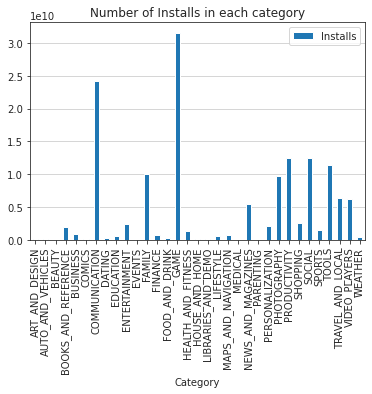 Number of Installs in each category
1e10
Installs
3.0
2.5
2.0
1.5
1.0
0.5
0.0
ART_AND_DESIGN
AUTO_AND_VEHICLES
BEAUTY
BOOKS_AND_REFERENCE
BUSINESS
COMICS
COMMUNICATION
DATING
EDUCATION
ENTERTAINMENT
EVENTS
FAMILY
FINANCE
FOOD_AND_DRINK
GAME
HEALTH_AND_FITNESS
HOUSE_AND_HOME
LIBRARIES_AND_DEMO
LIFESTYLE
MAPS_AND_NAVIGATION
MEDICAL
NEWS_AND_MAGAZINES
PARENTING
PERSONALIZATION
PHOTOGRAPHY
PRODUCTIVITY
SHOPPING
SOCIAL
SPORTS
TOOLS
TRAVEL_AND_LOCAL
VIDEO_PLAYERS
WEATHER
Category